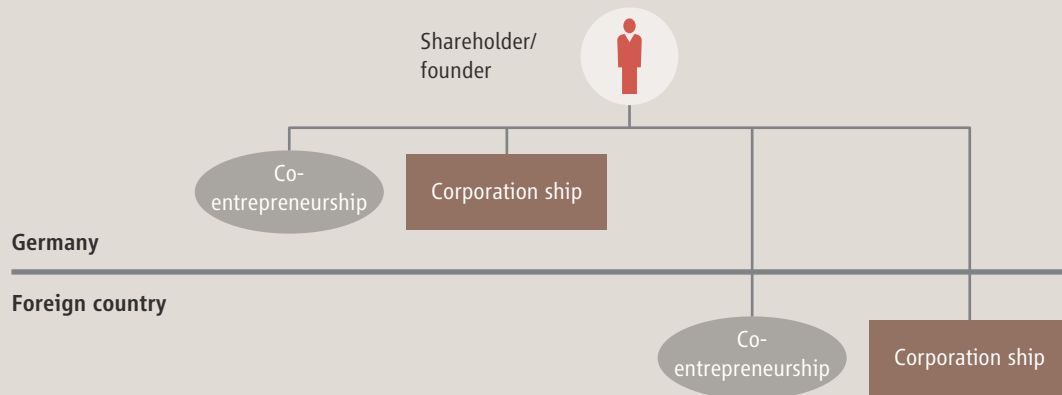 Shareholder/
founder
Co-
entrepreneurship
Corporation ship
Germany
Foreign country
Co-
entrepreneurship
Corporation ship